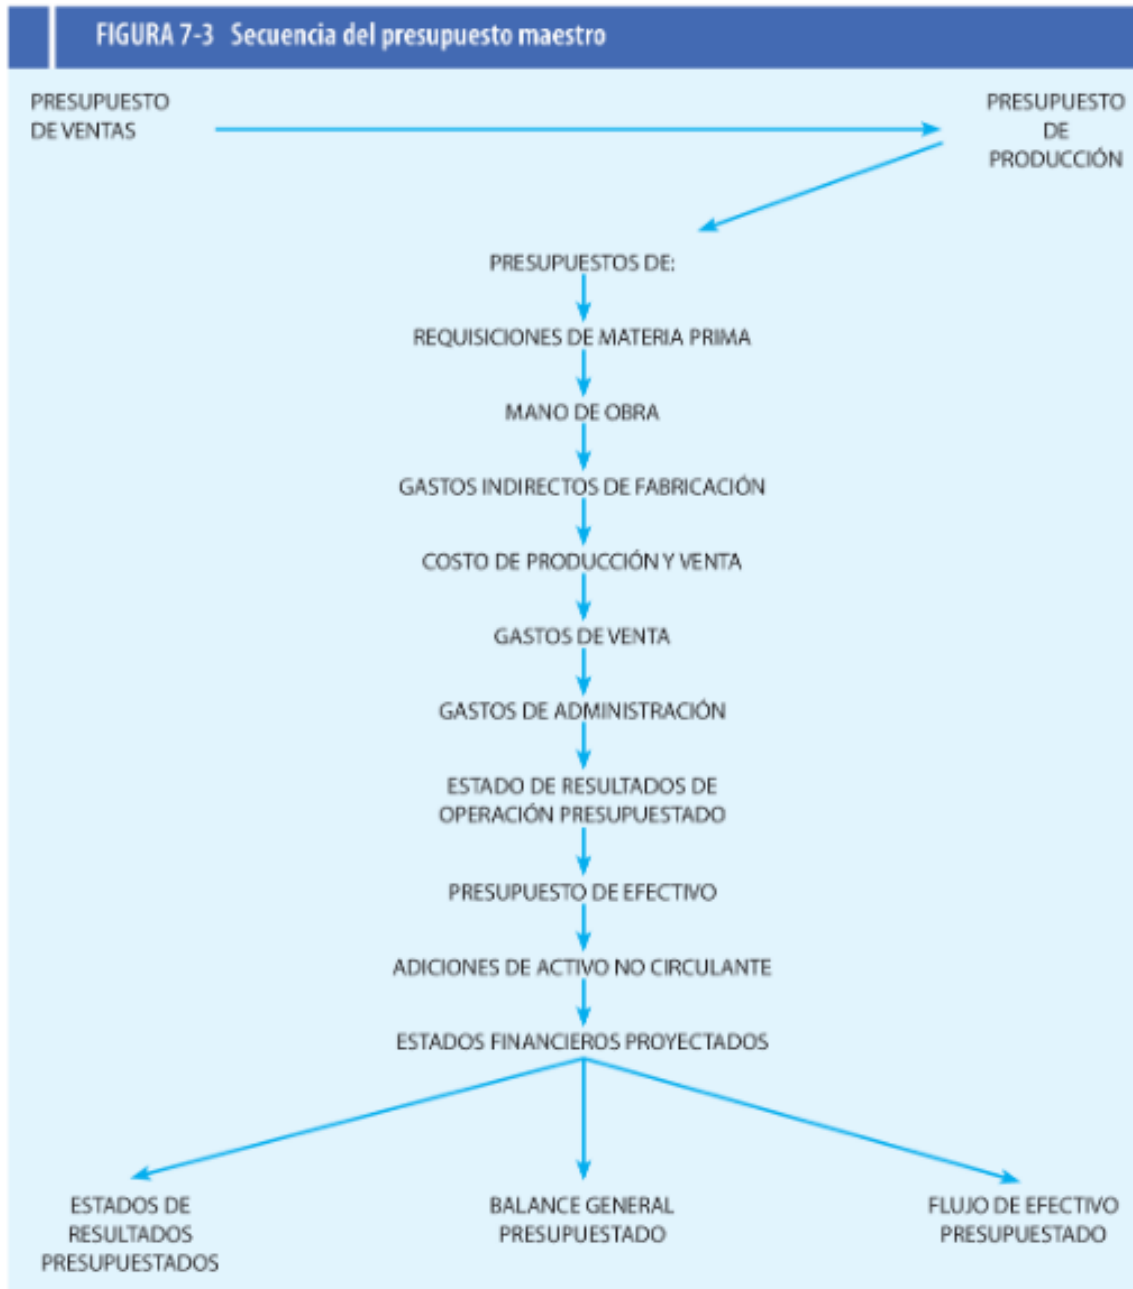 FIGURA 7-3 Secuencia del presupuesto maestro
PRESUPUESTO
DE VENTAS
PRESUPUESTO
DE
PRODUCCIÓN
PRESUPUESTOS DE:
REQUISICIONES DE MATERIA PRIMA
MANO DE OBRA
GASTOS INDIRECTOS DE FABRICACIÓN
COSTO DE PRODUCCIÓN Y VENTA
GASTOS DE VENTA
GASTOS DE ADMINISTRACIÓN
ESTADO DE RESULTADOS DE
OPERACIÓN PRESUPUESTADO
PRESUPUESTO DE EFECTIVO
ADICIONES DE ACTIVO NO CIRCULANTE
ESTADOS FINANCIEROS PROYECTADOS
ESTADOS DE
RESULTADOS
PRESUPUESTADOS
BALANCE GENERAL
PRESUPUESTADO
FLUJO DE EFECTIVO
PRESUPUESTADO